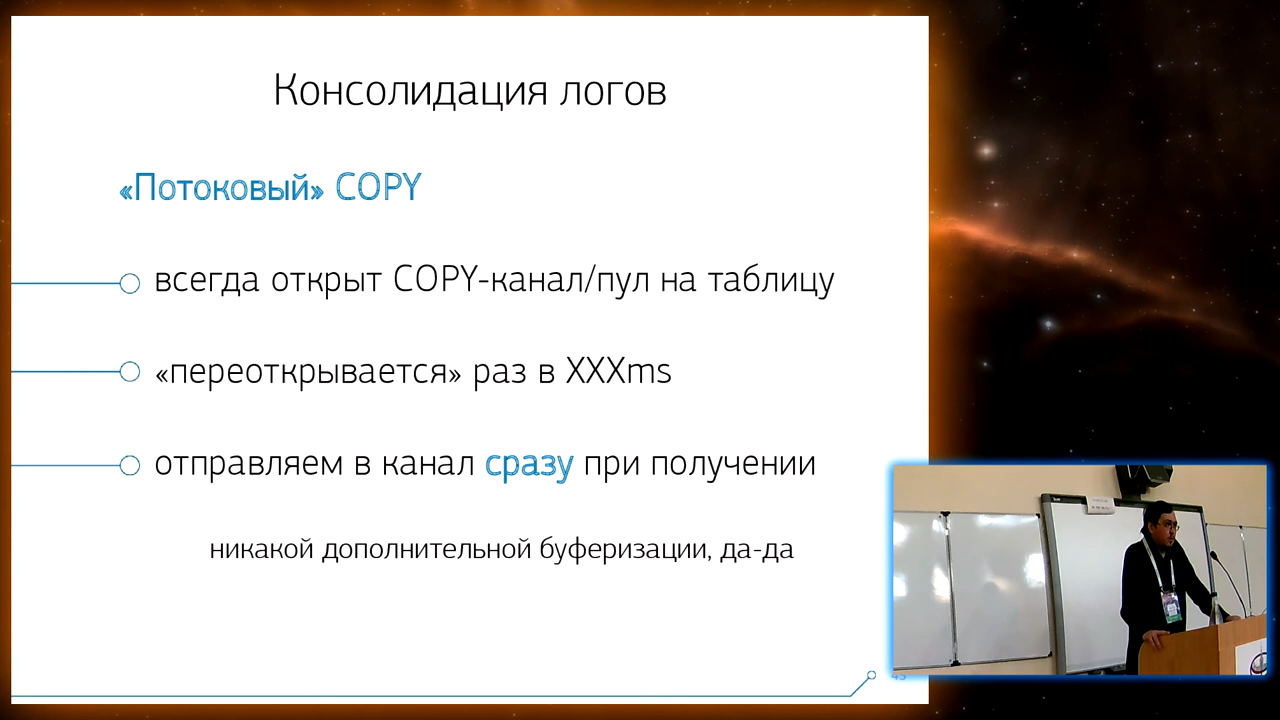 Консолидация логов
«Потоковый» COPY
всегда открыт COPY-канал/пул на таблицу
«переоткрывается» раз в XXXms
отправляем в канал сразу при получении
никакой дополнительной буферизации, да-да